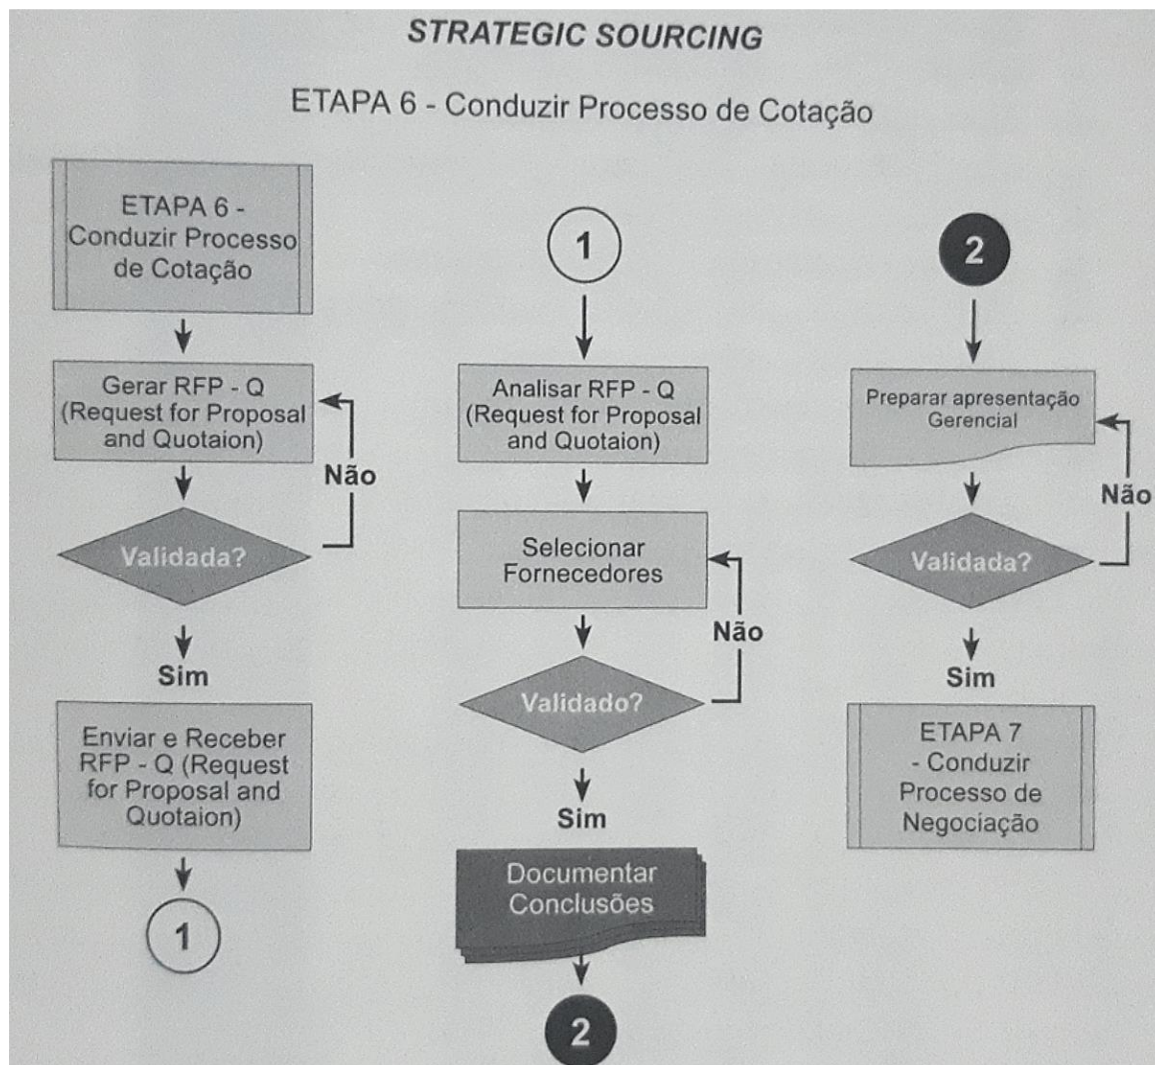 STRATEGIC SOURCING
ETAPA 6 - Conduzir Processo de Cotação
ETAPA 6 -
Conduzir Processo
de Cotação
Gerar RFP - Q
(Request for Proposal
and Quotaion)
Não
Validada?
Sim
Enviar e Receber
RFP - Q (Request
for Proposal and
Quotaion)
1
1
Analisar RFP - Q
(Request for Proposal
and Quotaion)
Selecionar
Fornecedores
Não
Validado?
Sim
Documentar
Conclusões
2
2
Preparar apresentação
Gerencial
Não
Validada?
Sim
ETAPA 7
- Conduzir
Processo de
Negociação